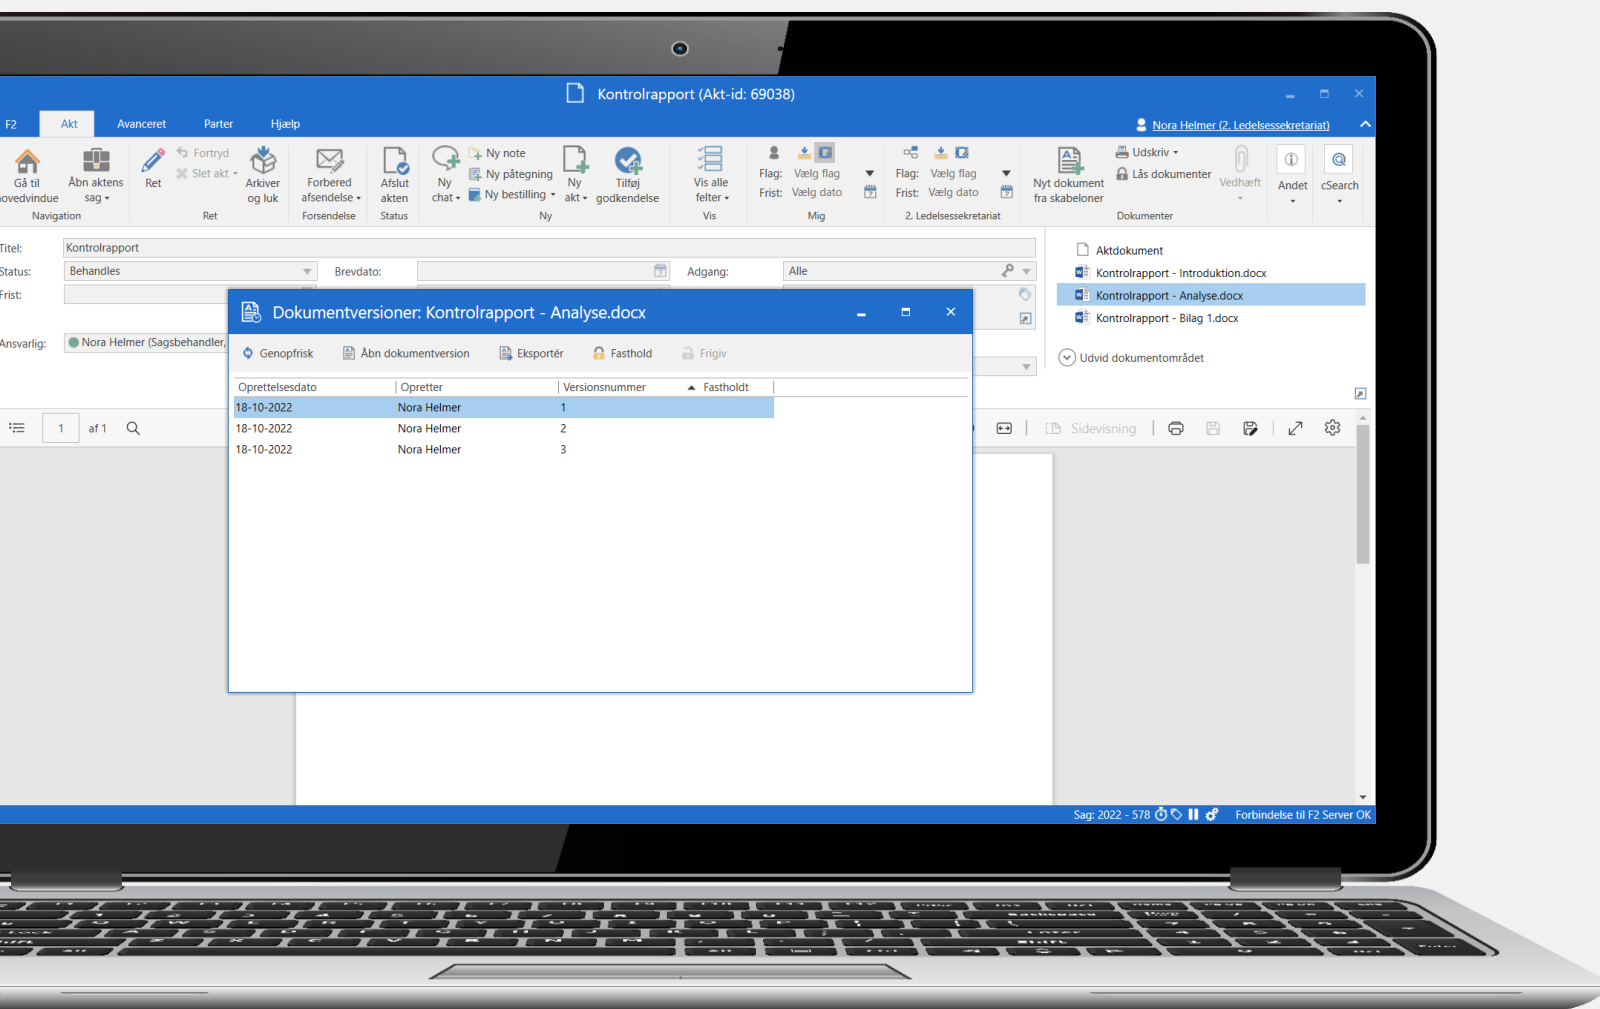 Kontrolrapport (Akt-id: 69038)
F2 Akt Avanceret Parter Hjælp Nora Helmer (2. Ledelsessekretariat)
Gå til
ovedvindue
Navigation
Åbn aktens
sag
Ret
Fortryd
Slet akt
Arkiver
og luk
Ret
Forbered
afsendelse
Forsendelse
Afslut
akten
Status
Ny
chat
Ny note
Ny påtegning
Ny bestilling
Ny
akt
Tilføj
godkendelse
Ny
Vis alle
felter
Vis
Flag: Vælg flag
Frist: Vælg dato
Mig
Flag: Vælg flag
Frist: Vælg dato
2. Ledelsessekretariat
Nyt dokument
fra skabeloner
Udskriv
Lås dokumenter
Vedhæft
Dokumenter
Andet
cSearch
Titel: Kontrolrapport
Status: Behandles Brevdato: Adgang: Alle
Frist:
Ansvarlig: Nora Helmer (Sagsbehandler,
Aktdokument
Kontrolrapport - Introduktion.docx
Kontrolrapport - Analyse.docx
Kontrolrapport - Bilag 1.docx
Udvid dokumentområdet
Dokumentversioner: Kontrolrapport - Analyse.docx
Genopfrisk Åbn dokumentversion Eksportér Fasthold Frigiv
Oprettelsesdato Opretter Versionsnummer Fastholdt
18-10-2022 Nora Helmer 1
18-10-2022 Nora Helmer 2
18-10-2022 Nora Helmer 3
1 af 1 Sidevisning
Sag: 2022 - 578 Forbindelse til F2 Server OK